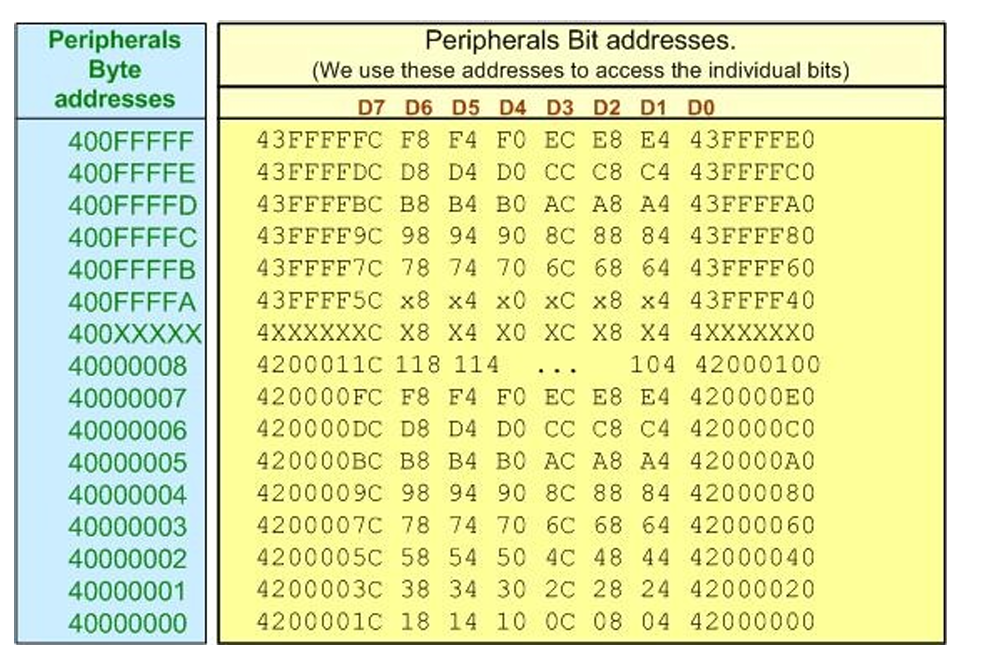 Peripherals
Byte
addresses
Peripherals Bit addresses.
(We use these addresses to access the individual bits)
D7 D6 D5 D4 D3 D2 D1 D0
400FFFFF 43FFFFFC F8 F4 F0 EC E8 E4 43FFFFE0
400FFFFE 43FFFFDC D8 D4 D0 CC C8 C4 43FFFFC0
400FFFFD 43FFFFBC B8 B4 B0 AC A8 A4 43FFFFA0
400FFFFC 43FFFF9C 98 94 90 8C 88 84 43FFFF80
400FFFFB 43FFFF7C 78 74 70 6C 68 64 43FFFF60
400FFFFA 43FFFF5C x8 x4 x0 xC x8 x4 43FFFF40
400XXXXX 4XXXXXXC X8 X4 X0 XC X8 X4 4XXXXXX0
40000008 4200011C 118 114 ... 104 42000100
40000007 420000FC F8 F4 F0 EC E8 E4 420000E0
40000006 420000DC D8 D4 D0 CC C8 C4 420000C0
40000005 420000BC B8 B4 B0 AC A8 A4 420000A0
40000004 4200009C 98 94 90 8C 88 84 42000080
40000003 4200007C 78 74 70 6C 68 64 42000060
40000002 4200005C 58 54 50 4C 48 44 42000040
40000001 4200003C 38 34 30 2C 28 24 42000020
40000000 4200001C 18 14 10 0C 08 04 42000000